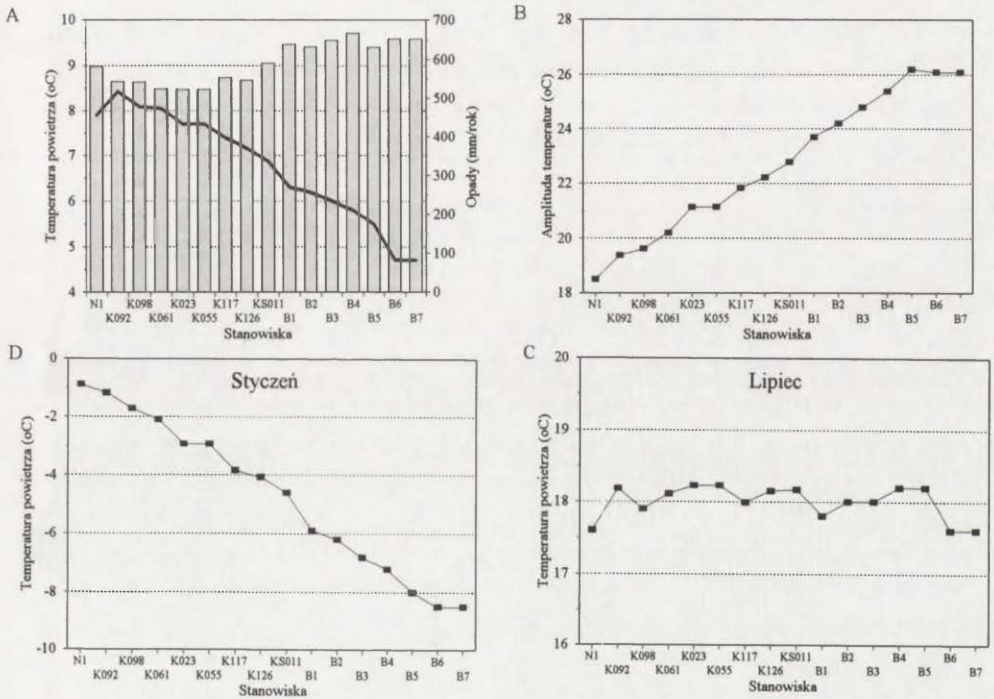 A
Temperatura powietrza (oC)
10
9
8
7
6
5
4
700
600
500
400
300
200
100
0
Opady (mm/rok)
N1 K098 K023 K117 KS011 B2 B4 B6
K092 K061 K055 K126 B1 B3 B5 B7
Stanowiska
B
Amplituda temperatur (oC)
28
26
24
22
20
18
N1 K098 K023 K117 KS011 B2 B4 B6
K092 K061 K055 K126 B1 B3 B5 B7
Stanowiska
D
Styczeń
Temperatura powietrza (oC)
0
-2
-4
-6
-8
-10
N1 K098 K023 K117 KS011 B2 B4 B6
K092 K061 K055 K126 B1 B3 B5 B7
Stanowiska
C
Lipiec
Temperatura powietrza (oC)
20
19
18
17
16
N1 K098 K023 K117 KS011 B2 B4 B6
K092 K061 K055 K126 B1 B3 B5 B7
Stanowiska